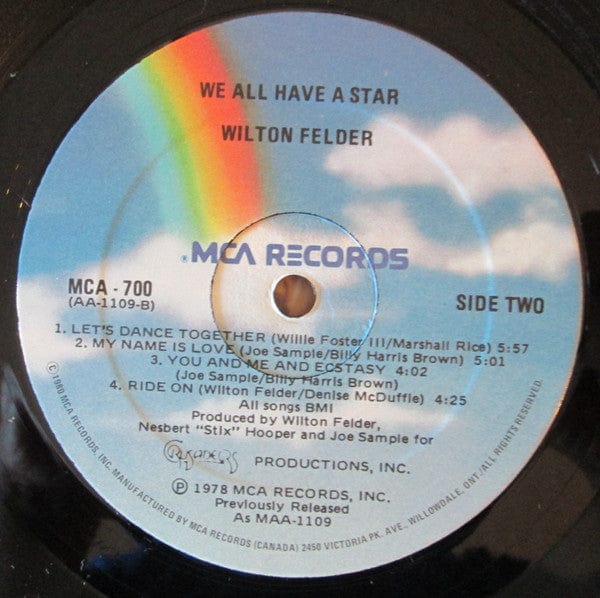 WE ALL HAVE A STAR
WILTON FELDER
®MCA RECORDS
MCA - 700
(AA-1109-B)
SIDE TWO
1. LET'S DANCE TOGETHER (Willie Foster III/Marshall Rice) 5:57
2. MY NAME IS LOVE (Joe Sample/Billy Harris Brown) 5:01
3. YOU AND ME AND ECSTASY 4:02
(Joe Sample/Billy Harris Brown)
4. RIDE ON (Wilton Felder/Denise McDuffie) 4:25
All songs BMI
Produced by Wilton Felder,
Nesbert "Stix" Hooper and Joe Sample for
CRUSADERS PRODUCTIONS, INC.
℗ 1978 MCA RECORDS, INC.
Previously Released
As MAA-1109
©1980 MCA RECORDS, INC. MANUFACTURED BY MCA RECORDS (CANADA) 2450 VICTORIA PK. AVE., WILLOWDALE, ONT./ALL RIGHTS RESERVED.